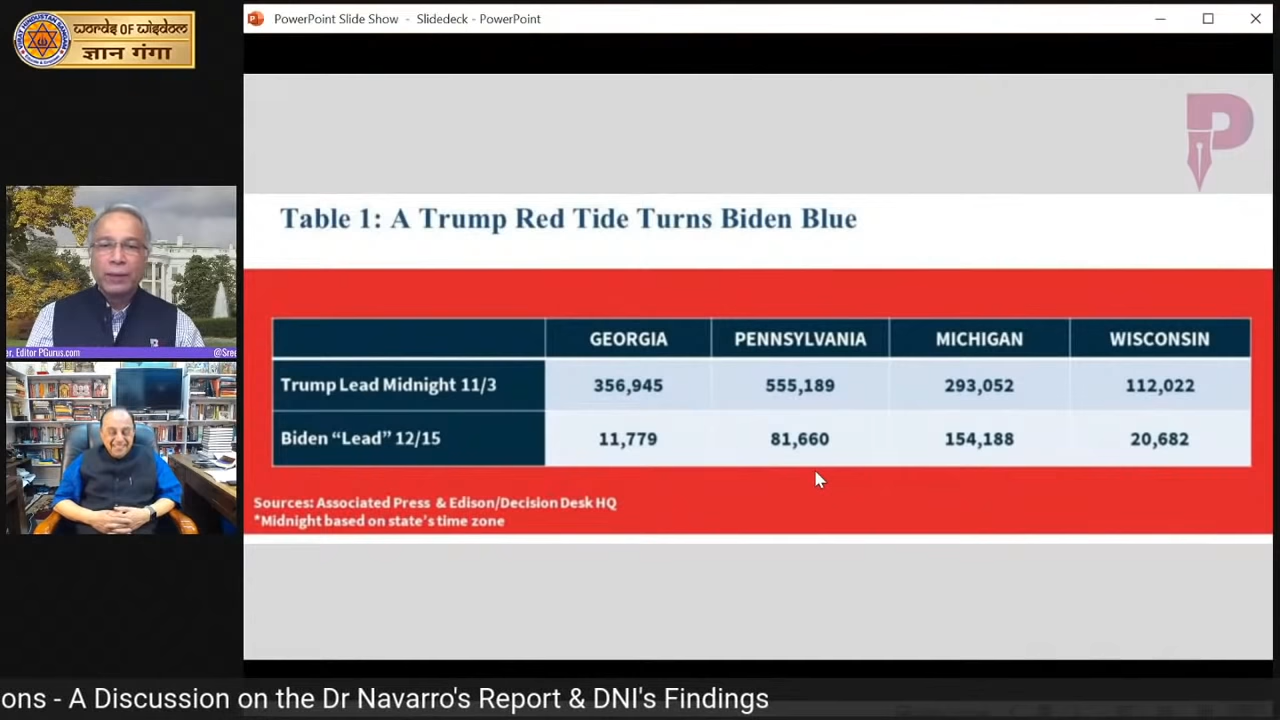 WORDS OF WISDOM
ज्ञान गंगा
PowerPoint Slide Show - Slidedeck - PowerPoint
P
Table 1: A Trump Red Tide Turns Biden Blue
GEORGIA PENNSYLVANIA MICHIGAN WISCONSIN
Trump Lead Midnight 11/3 356,945 555,189 293,052 112,022
Biden “Lead” 12/15 11,779 81,660 154,188 20,682
Sources: Associated Press & Edison/Decision Desk HQ
*Midnight based on state’s time zone
er, Editor PGurus.com @Sree
ons - A Discussion on the Dr Navarro's Report & DNI's Findings